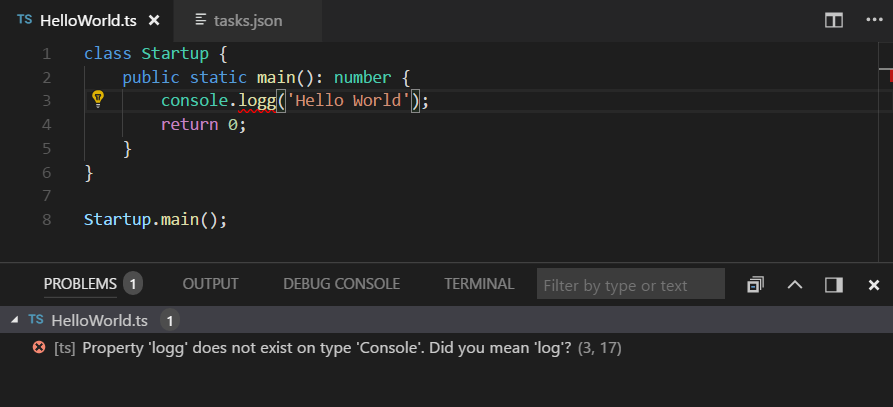 TS HelloWorld.ts tasks.json
1 class Startup {
2 public static main(): number {
3 console.logg('Hello World');
4 return 0;
5 }
6 }
7
8 Startup.main();
PROBLEMS 1 OUTPUT DEBUG CONSOLE TERMINAL Filter by type or text
TS HelloWorld.ts 1
[ts] Property 'logg' does not exist on type 'Console'. Did you mean 'log'? (3, 17)